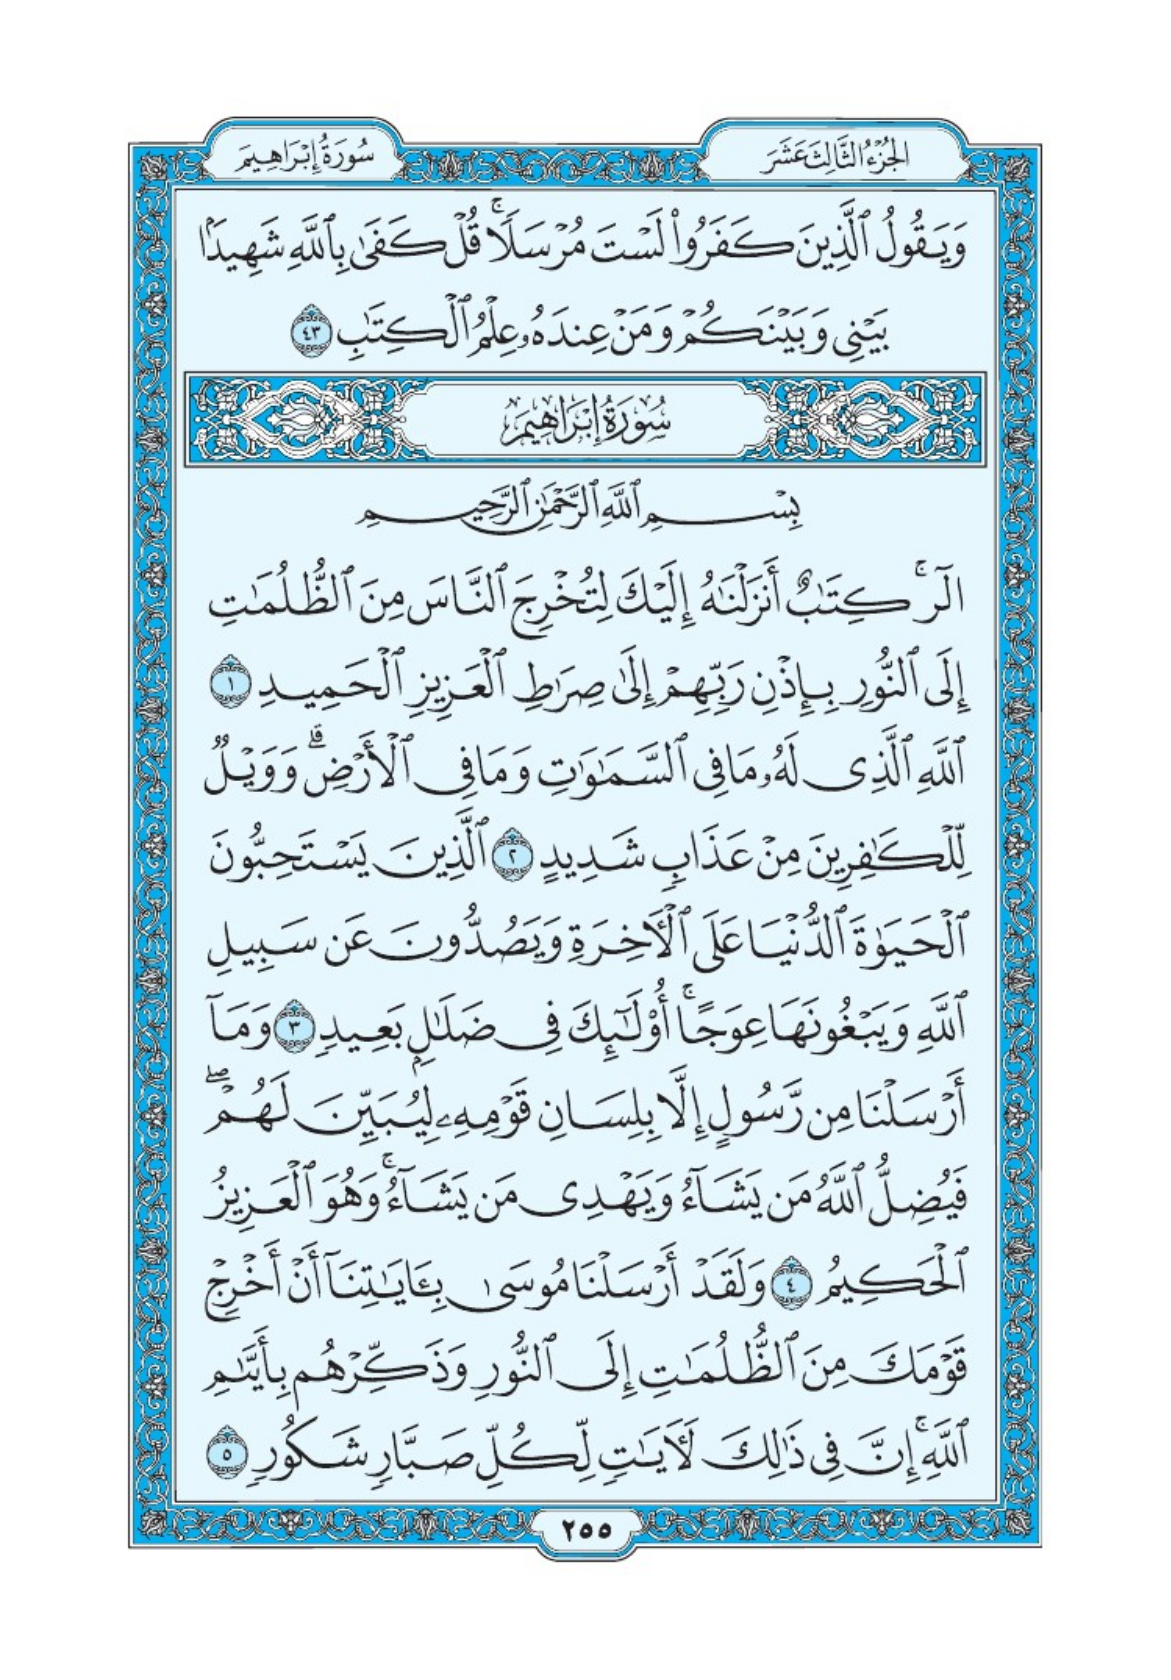 الجُزْءُ الثَّالِثَ عَشَرَ
سُورَةُ إِبْرَاهِيمَ
وَيَقُولُ ٱلَّذِينَ كَفَرُوا۟ لَسْتَ مُرْسَلًاۚ قُلْ كَفَىٰ بِٱللَّهِ شَهِيدًۢا
بَيْنِى وَبَيْنَكُمْ وَمَنْ عِندَهُۥ عِلْمُ ٱلْكِتَٰبِ ٤٣
سُورَةُ إِبْرَاهِيمَ
بِسْمِ ٱللَّهِ ٱلرَّحْمَٰنِ ٱلرَّحِيمِ
الٓرۚ كِتَٰبٌ أَنزَلْنَٰهُ إِلَيْكَ لِتُخْرِجَ ٱلنَّاسَ مِنَ ٱلظُّلُمَٰتِ
إِلَى ٱلنُّورِ بِإِذْنِ رَبِّهِمْ إِلَىٰ صِرَٰطِ ٱلْعَزِيزِ ٱلْحَمِيدِ ١
ٱللَّهِ ٱلَّذِى لَهُۥ مَا فِى ٱلسَّمَٰوَٰتِ وَمَا فِى ٱلْأَرْضِۗ وَوَيْلٌ
لِّلْكَٰفِرِينَ مِنْ عَذَابٍ شَدِيدٍ ٢ ٱلَّذِينَ يَسْتَحِبُّونَ
ٱلْحَيَوٰةَ ٱلدُّنْيَا عَلَى ٱلْءَاخِرَةِ وَيَصُدُّونَ عَن سَبِيلِ
ٱللَّهِ وَيَبْغُونَهَا عِوَجًاۚ أُو۟لَٰٓئِكَ فِى ضَلَٰلٍۭ بَعِيدٍ ٣ وَمَآ
أَرْسَلْنَا مِن رَّسُولٍ إِلَّا بِلِسَانِ قَوْمِهِۦ لِيُبَيِّنَ لَهُمْۖ
فَيُضِلُّ ٱللَّهُ مَن يَشَآءُ وَيَهْدِى مَن يَشَآءُۚ وَهُوَ ٱلْعَزِيزُ
ٱلْحَكِيمُ ٤ وَلَقَدْ أَرْسَلْنَا مُوسَىٰ بِـَٔايَٰتِنَآ أَنْ أَخْرِجْ
قَوْمَكَ مِنَ ٱلظُّلُمَٰتِ إِلَى ٱلنُّورِ وَذَكِّرْهُم بِأَيَّىٰمِ
ٱللَّهِۚ إِنَّ فِى ذَٰلِكَ لَءَايَٰتٍ لِّكُلِّ صَبَّارٍ شَكُورٍ ٥
٢٥٥